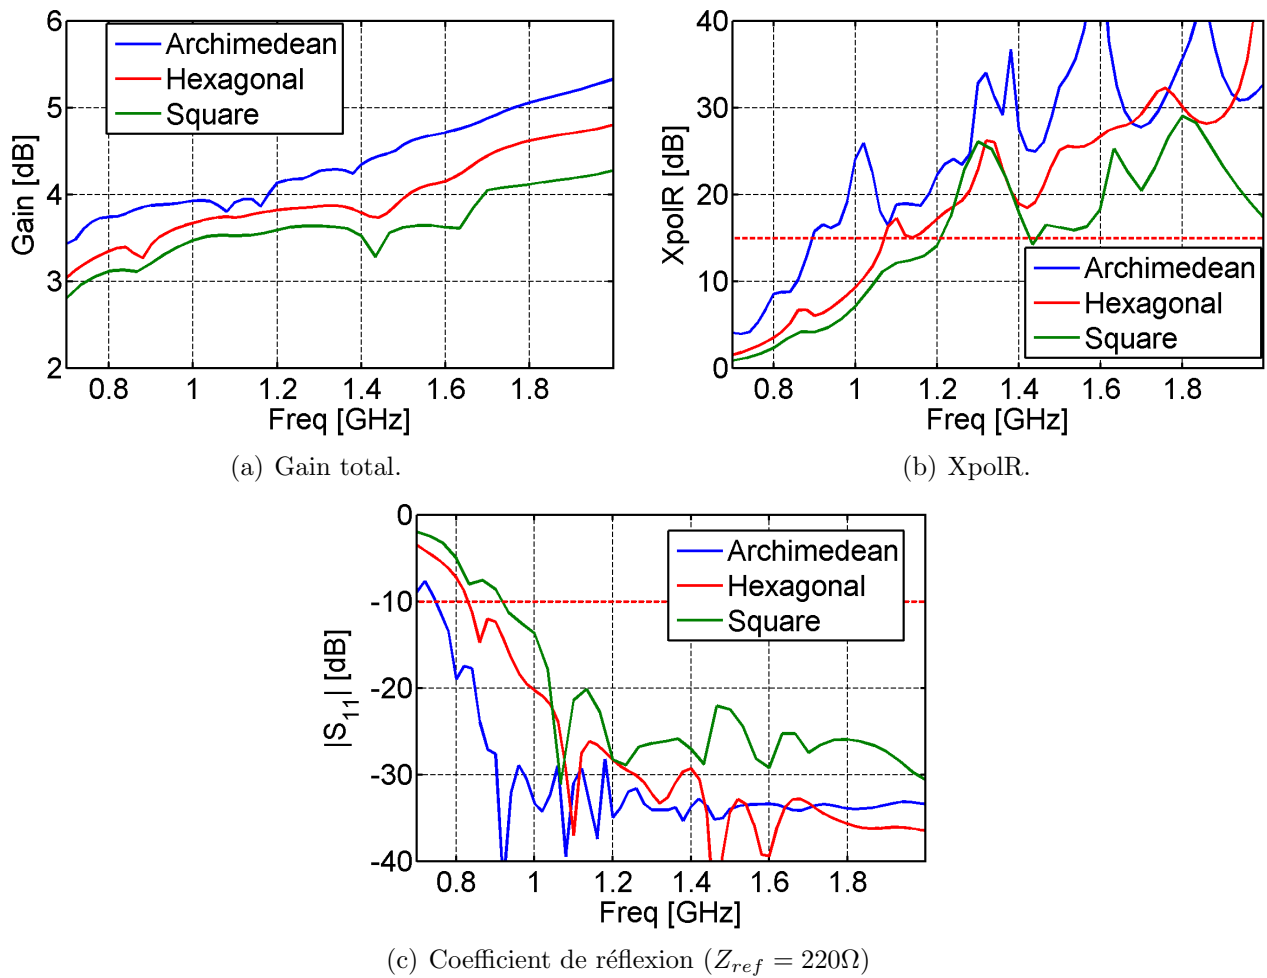 6
5
4
3
2
Gain [dB]
Archimedean
Hexagonal
Square
0.8
1
1.2
1.4
1.6
1.8
Freq [GHz]
(a) Gain total.
40
30
20
10
0
XpolR [dB]
Archimedean
Hexagonal
Square
0.8
1
1.2
1.4
1.6
1.8
Freq [GHz]
(b) XpolR.
0
-10
-20
-30
-40
|S11| [dB]
Archimedean
Hexagonal
Square
0.8
1
1.2
1.4
1.6
1.8
Freq [GHz]
(c) Coefficient de réflexion (Zref = 220Ω)